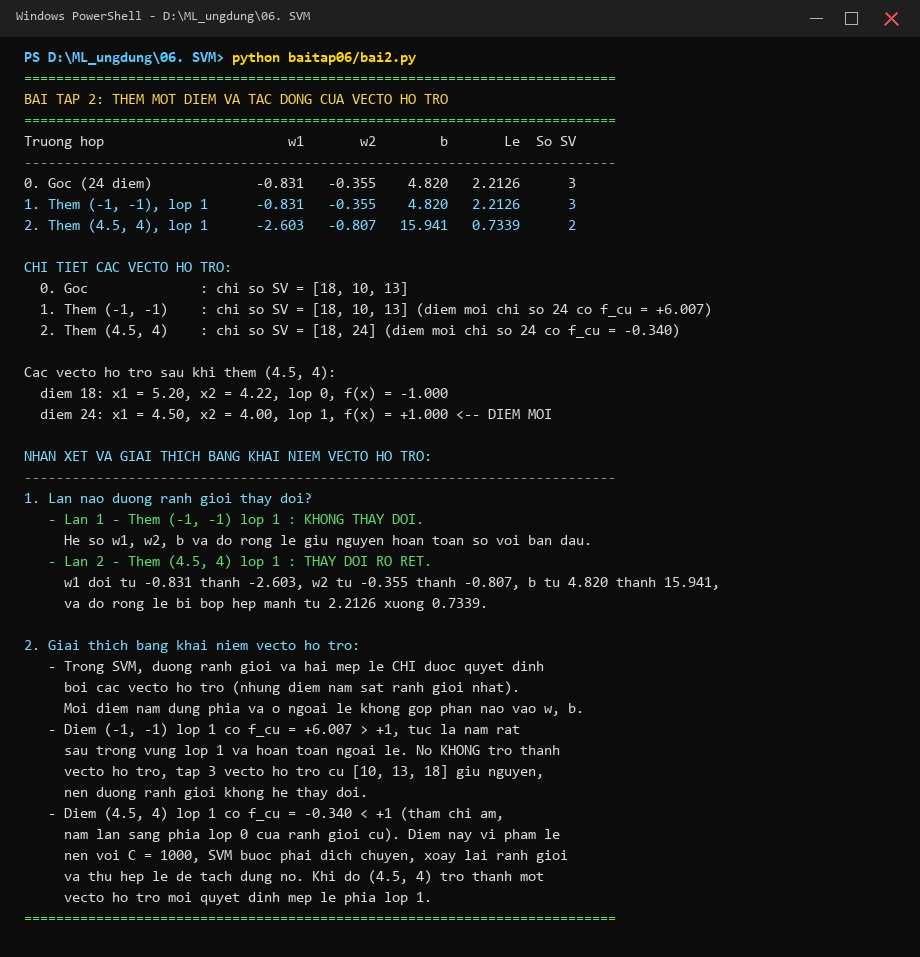 Windows PowerShell - D:\ML_ungdung\06. SVM
PS D:\ML_ungdung\06. SVM> python baitap06/bai2.py
==========================================================================
BAI TAP 2: THEM MOT DIEM VA TAC DONG CUA VECTO HO TRO
==========================================================================
Truong hop                       w1       w2        b       Le  So SV
--------------------------------------------------------------------------
0. Goc (24 diem)             -0.831   -0.355    4.820   2.2126      3
1. Them (-1, -1), lop 1      -0.831   -0.355    4.820   2.2126      3
2. Them (4.5, 4), lop 1      -2.603   -0.807   15.941   0.7339      2
CHI TIET CAC VECTO HO TRO:
  0. Goc              : chi so SV = [18, 10, 13]
  1. Them (-1, -1)    : chi so SV = [18, 10, 13] (diem moi chi so 24 co f_cu = +6.007)
  2. Them (4.5, 4)    : chi so SV = [18, 24] (diem moi chi so 24 co f_cu = -0.340)
Cac vecto ho tro sau khi them (4.5, 4):
  diem 18: x1 = 5.20, x2 = 4.22, lop 0, f(x) = -1.000
  diem 24: x1 = 4.50, x2 = 4.00, lop 1, f(x) = +1.000 <-- DIEM MOI
NHAN XET VA GIAI THICH BANG KHAI NIEM VECTO HO TRO:
--------------------------------------------------------------------------
1. Lan nao duong ranh gioi thay doi?
   - Lan 1 - Them (-1, -1) lop 1 : KHONG THAY DOI.
     He so w1, w2, b va do rong le giu nguyen hoan toan so voi ban dau.
   - Lan 2 - Them (4.5, 4) lop 1 : THAY DOI RO RET.
     w1 doi tu -0.831 thanh -2.603, w2 tu -0.355 thanh -0.807, b tu 4.820 thanh 15.941,
     va do rong le bi bop hep manh tu 2.2126 xuong 0.7339.
2. Giai thich bang khai niem vecto ho tro:
   - Trong SVM, duong ranh gioi va hai mep le CHI duoc quyet dinh
     boi cac vecto ho tro (nhung diem nam sat ranh gioi nhat).
     Moi diem nam dung phia va o ngoai le khong gop phan nao vao w, b.
   - Diem (-1, -1) lop 1 co f_cu = +6.007 > +1, tuc la nam rat
     sau trong vung lop 1 va hoan toan ngoai le. No KHONG tro thanh
     vecto ho tro, tap 3 vecto ho tro cu [10, 13, 18] giu nguyen,
     nen duong ranh gioi khong he thay doi.
   - Diem (4.5, 4) lop 1 co f_cu = -0.340 < +1 (tham chi am,
     nam lan sang phia lop 0 cua ranh gioi cu). Diem nay vi pham le
     nen voi C = 1000, SVM buoc phai dich chuyen, xoay lai ranh gioi
     va thu hep le de tach dung no. Khi do (4.5, 4) tro thanh mot
     vecto ho tro moi quyet dinh mep le phia lop 1.
==========================================================================